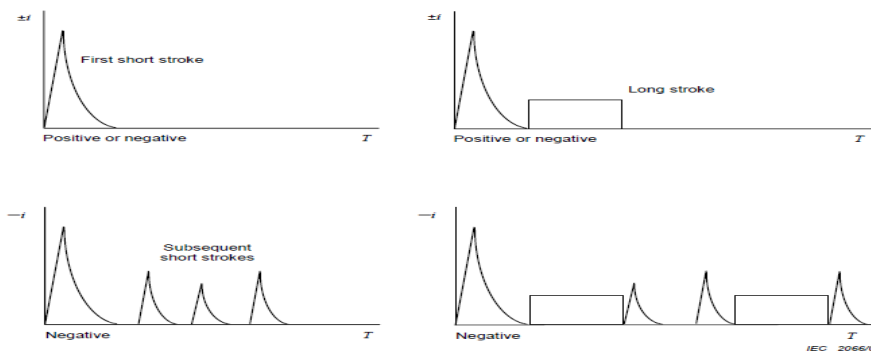 ±i
First short stroke
Positive or negative T
±i
Long stroke
Positive or negative T
—i
Subsequent
short strokes
Negative T
—i
Negative T
IEC